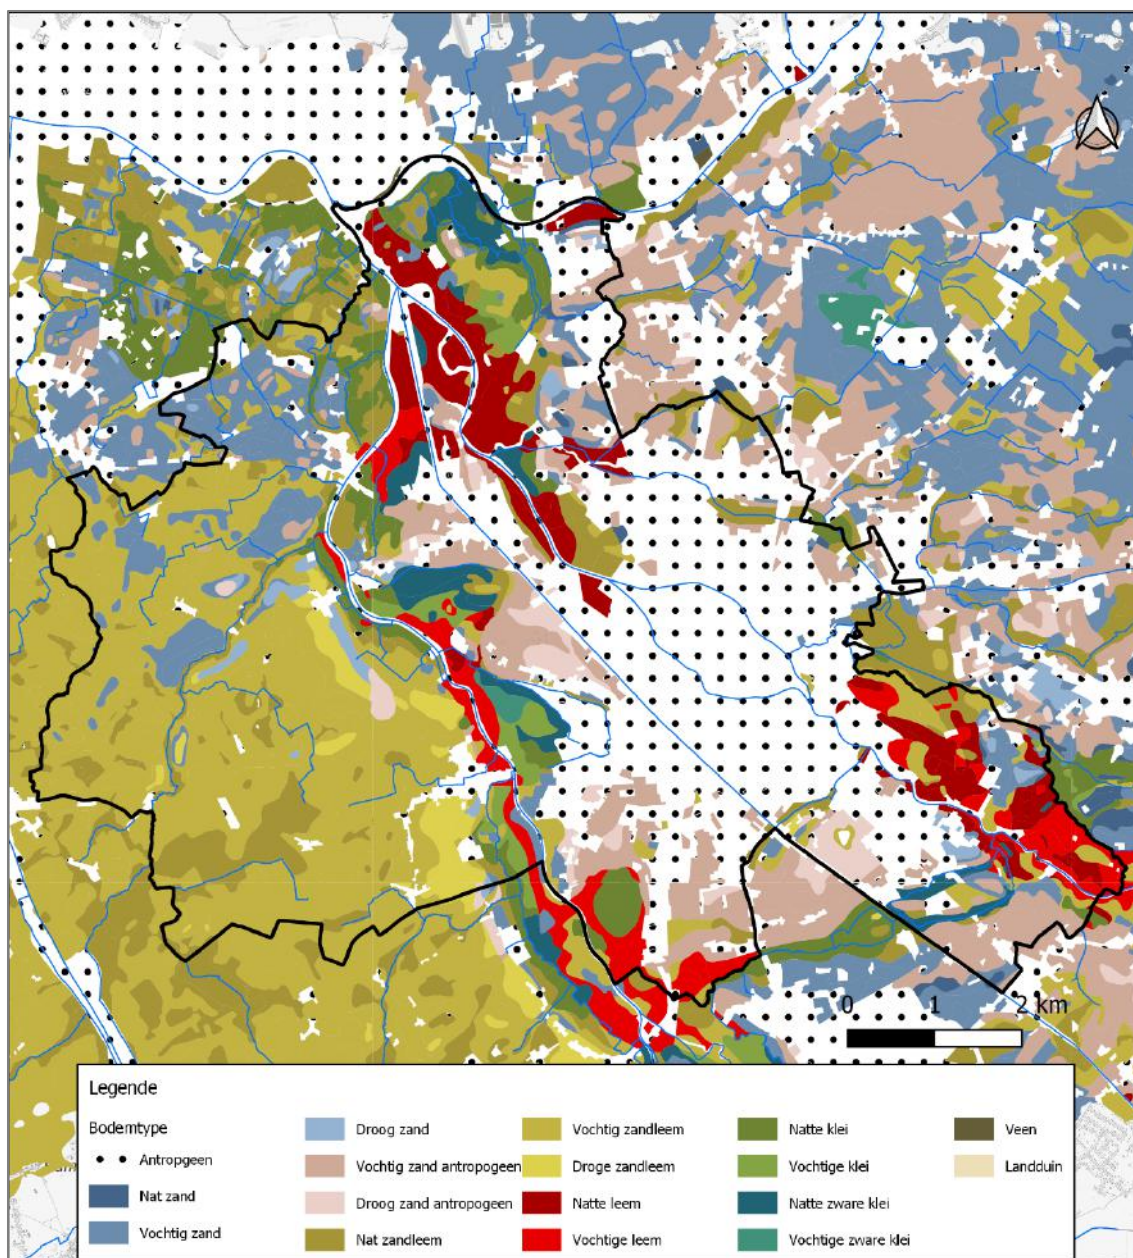 0 1 2 km
Legende
Bodemtype
Antropgeen
Nat zand
Vochtig zand
Droog zand
Vochtig zand antropogeen
Droog zand antropogeen
Nat zandleem
Vochtig zandleem
Droge zandleem
Natte leem
Vochtige leem
Natte klei
Vochtige klei
Natte zware klei
Vochtige zware klei
Veen
Landduin